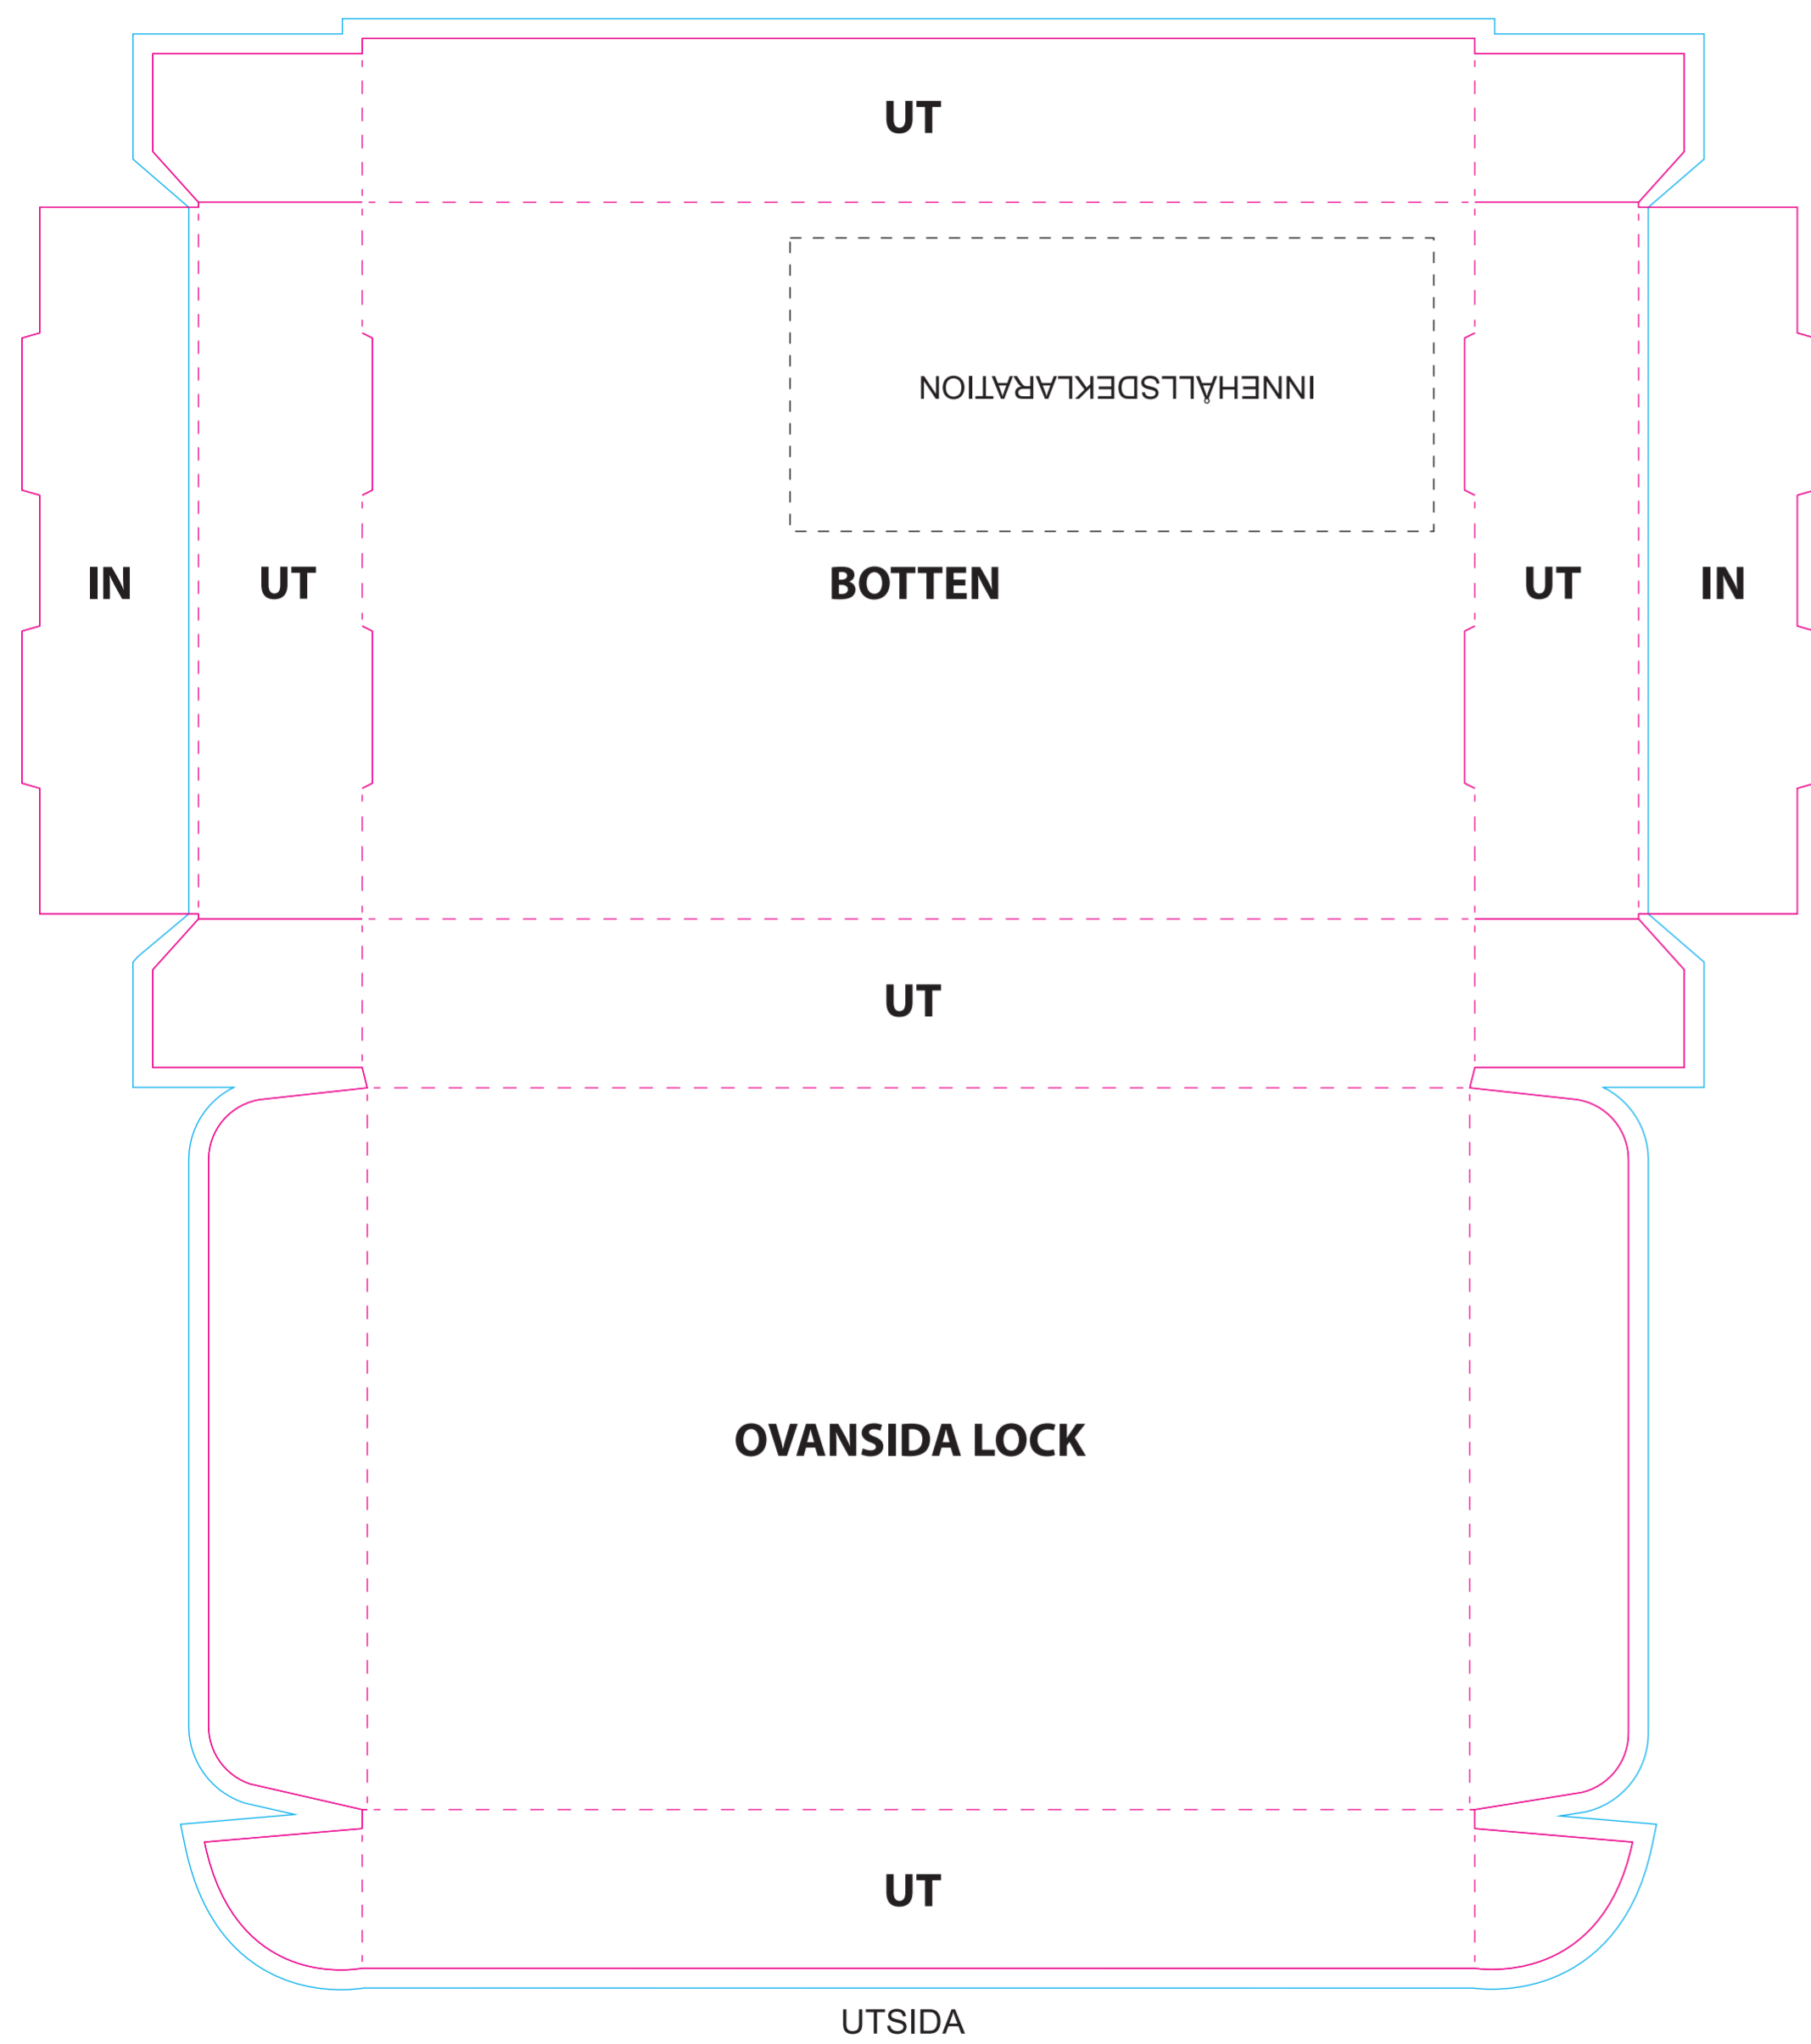 UT
INNEHÅLLSDEKLARATION
IN UT BOTTEN UT IN
UT
OVANSIDA LOCK
UT
UTSIDA